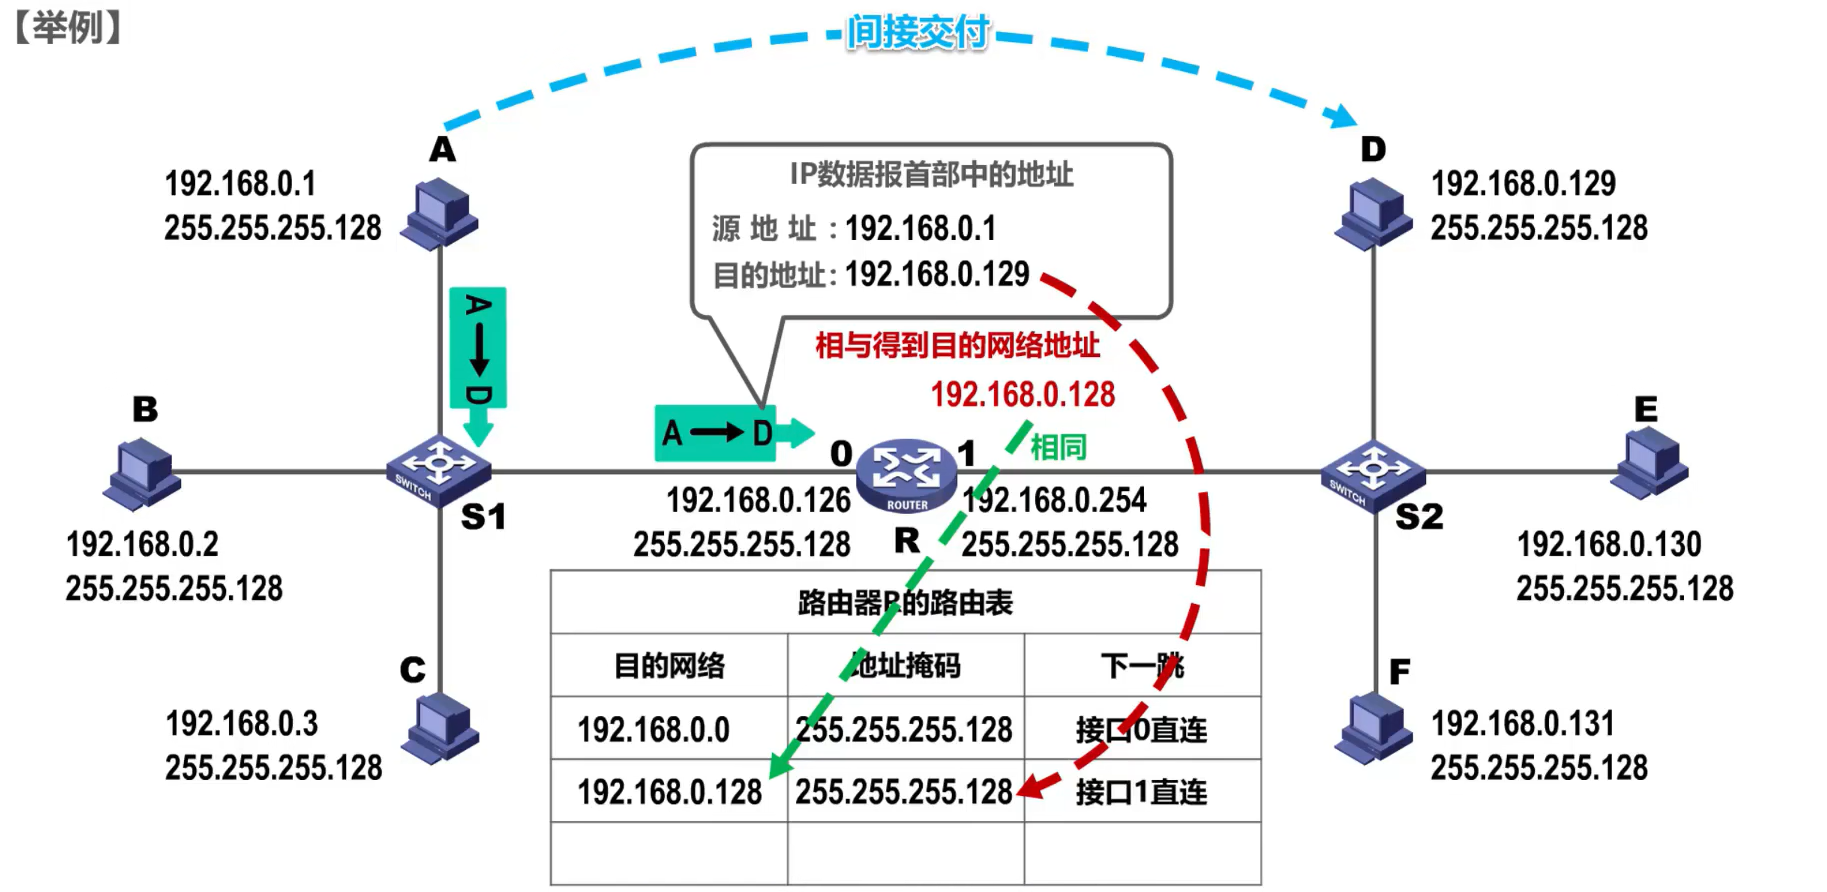 【举例】
间接交付
A
192.168.0.1
255.255.255.128
D
192.168.0.129
255.255.255.128
IP数据报首部中的地址
源地址：192.168.0.1
目的地址：192.168.0.129
A
D
相与得到目的网络地址
192.168.0.128
相同
A D
B
192.168.0.2
255.255.255.128
SWITCH
S1
0
1
ROUTER
R
192.168.0.126
255.255.255.128
192.168.0.254
255.255.255.128
SWITCH
S2
E
192.168.0.130
255.255.255.128
C
192.168.0.3
255.255.255.128
F
192.168.0.131
255.255.255.128
路由器R的路由表
目的网络 地址掩码 下一跳
192.168.0.0 255.255.255.128 接口0直连
192.168.0.128 255.255.255.128 接口1直连